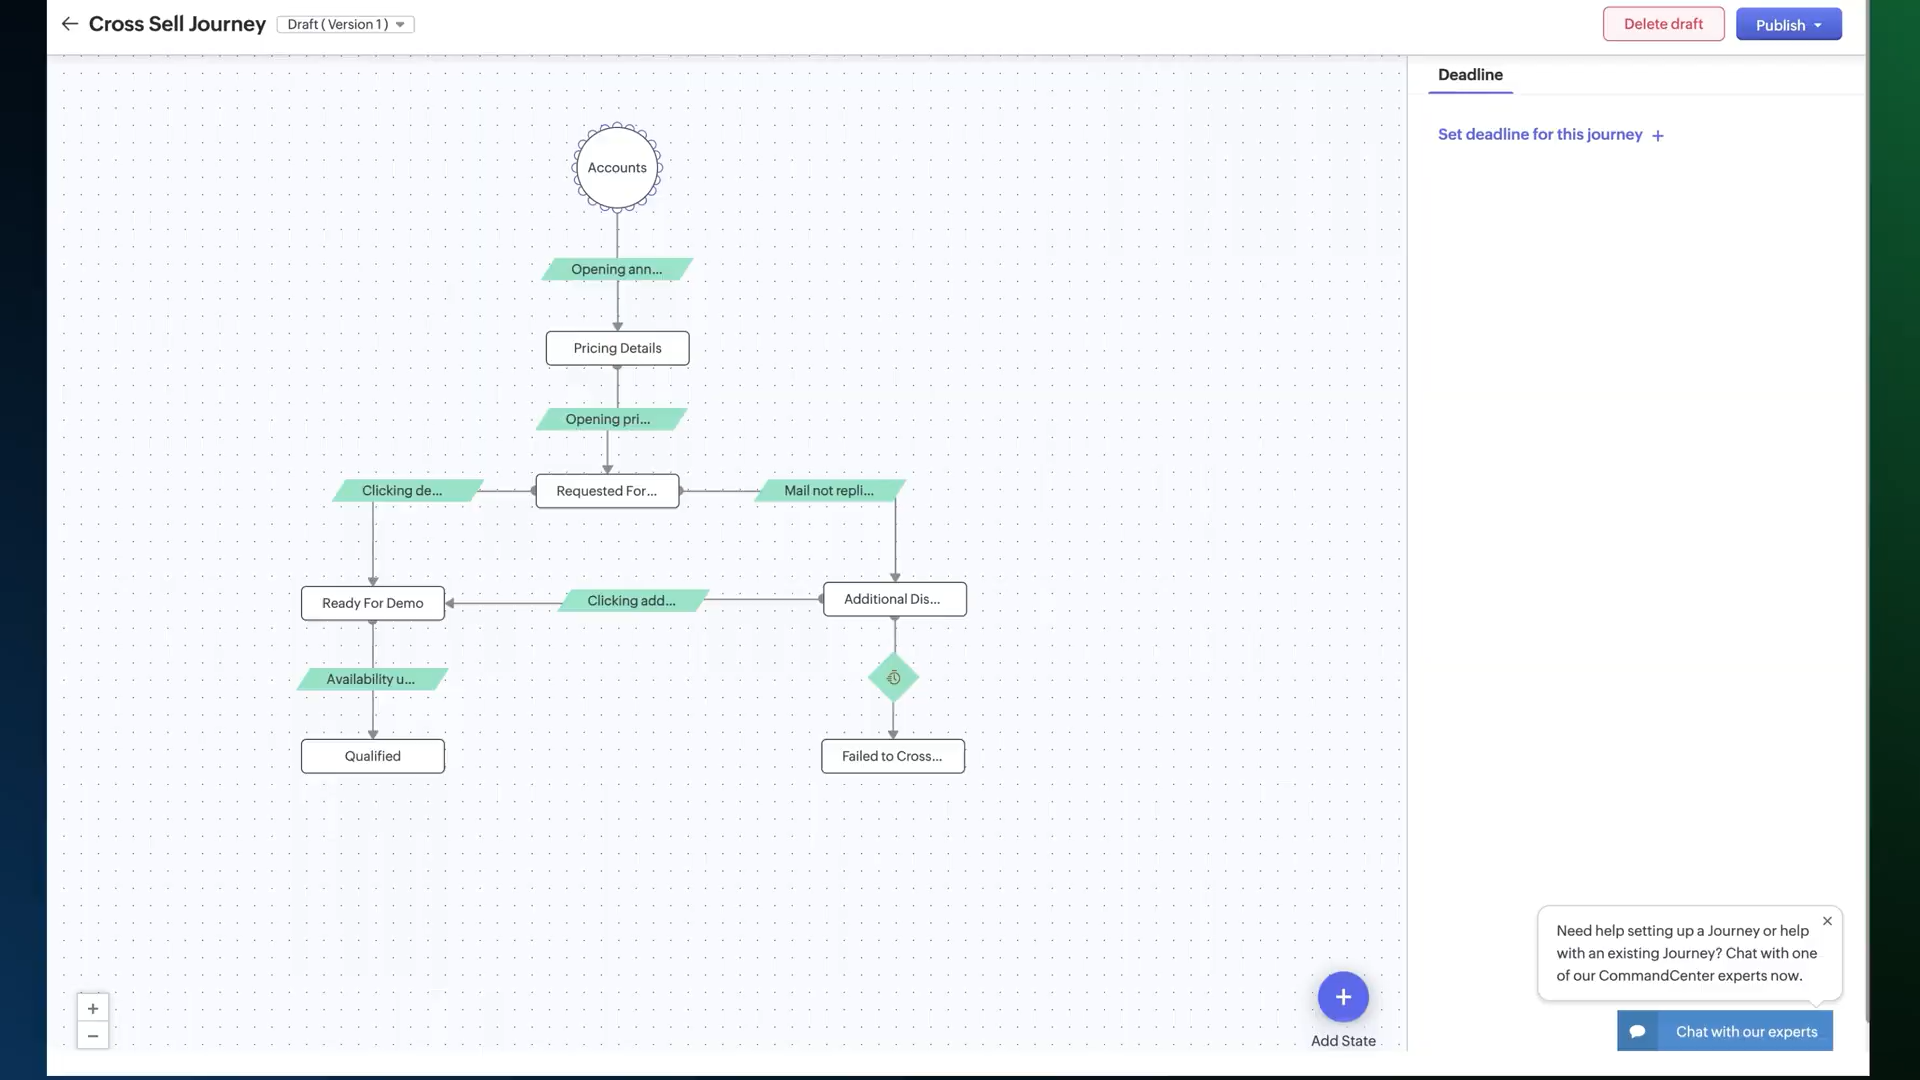 Cross Sell Journey
Draft ( Version 1 )
Delete draft
Publish
Deadline
Set deadline for this journey +
Accounts
Opening ann...
Pricing Details
Opening pri...
Clicking de...
Requested For...
Mail not repli...
Ready For Demo
Clicking add...
Additional Dis...
Availability u...
Qualified
Failed to Cross...
Need help setting up a Journey or help
with an existing Journey? Chat with one
of our CommandCenter experts now.
Add State
Chat with our experts